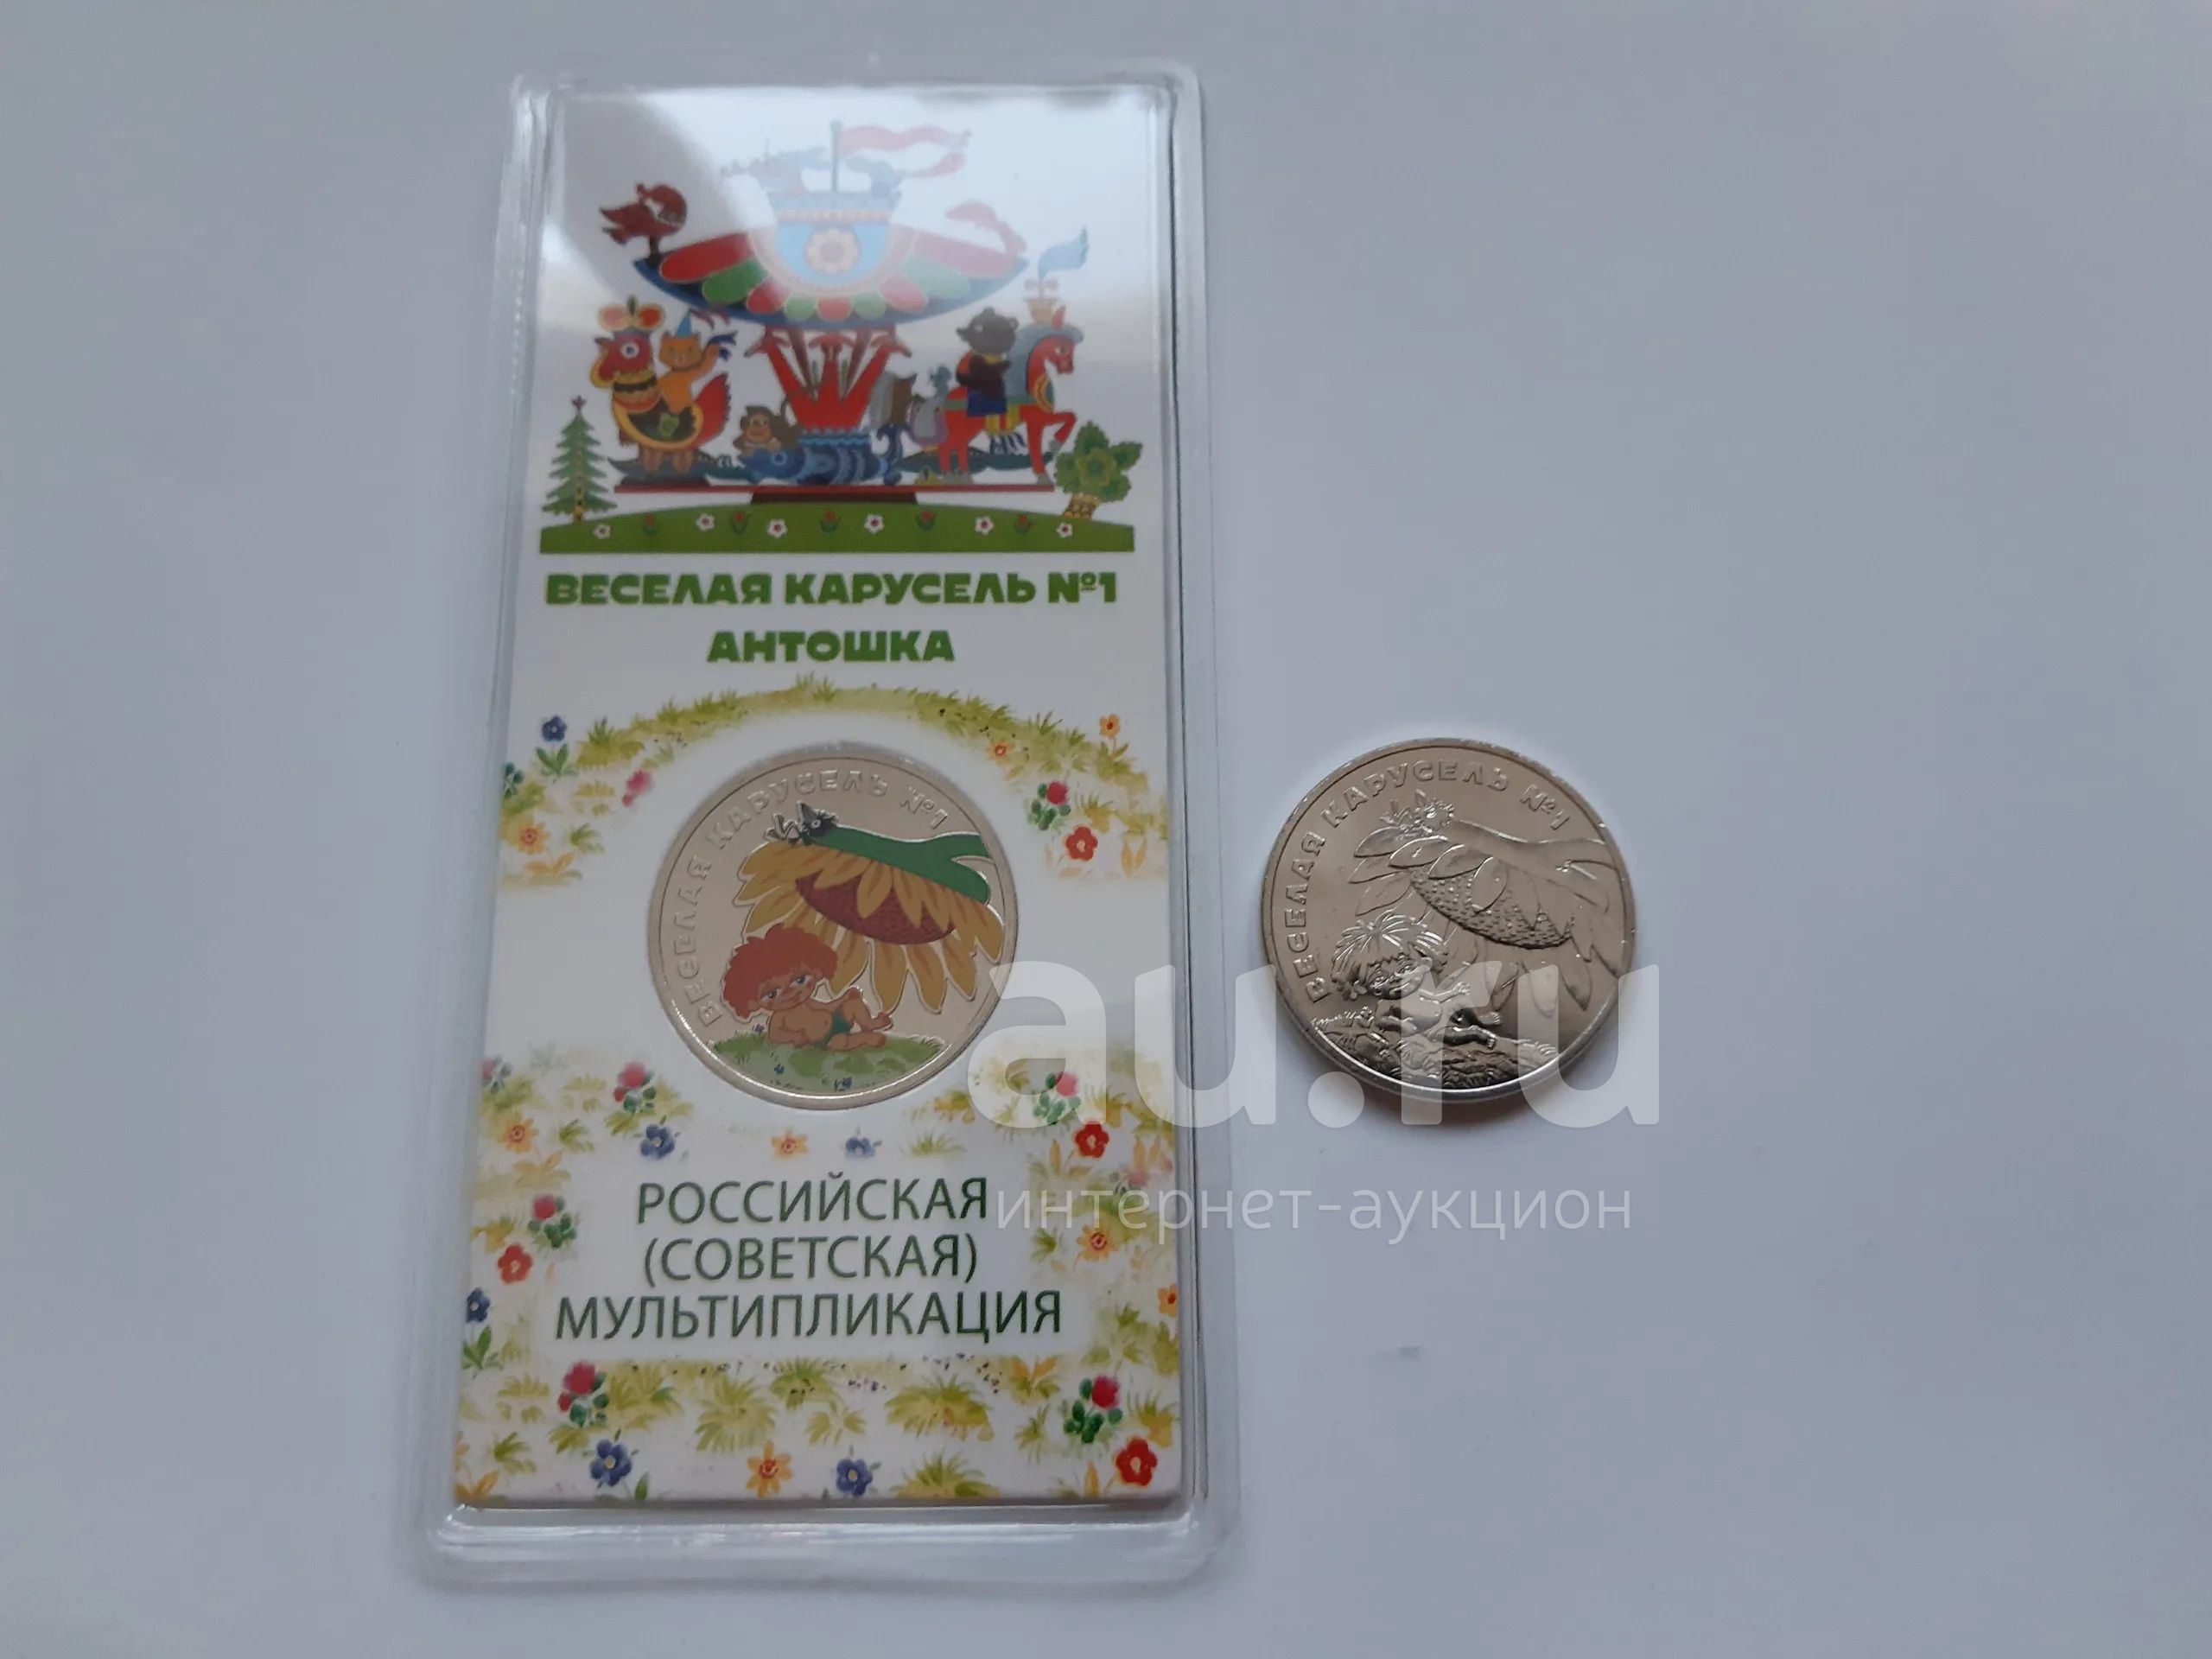 ВЕСЕЛАЯ КАРУСЕЛЬ №1
АНТОШКА
ВЕСЕЛАЯ КАРУСЕЛЬ №1
ВЕСЕЛАЯ КАРУСЕЛЬ №1
au.ru
интернет-аукцион
РОССИЙСКАЯ
(СОВЕТСКАЯ)
МУЛЬТИПЛИКАЦИЯ